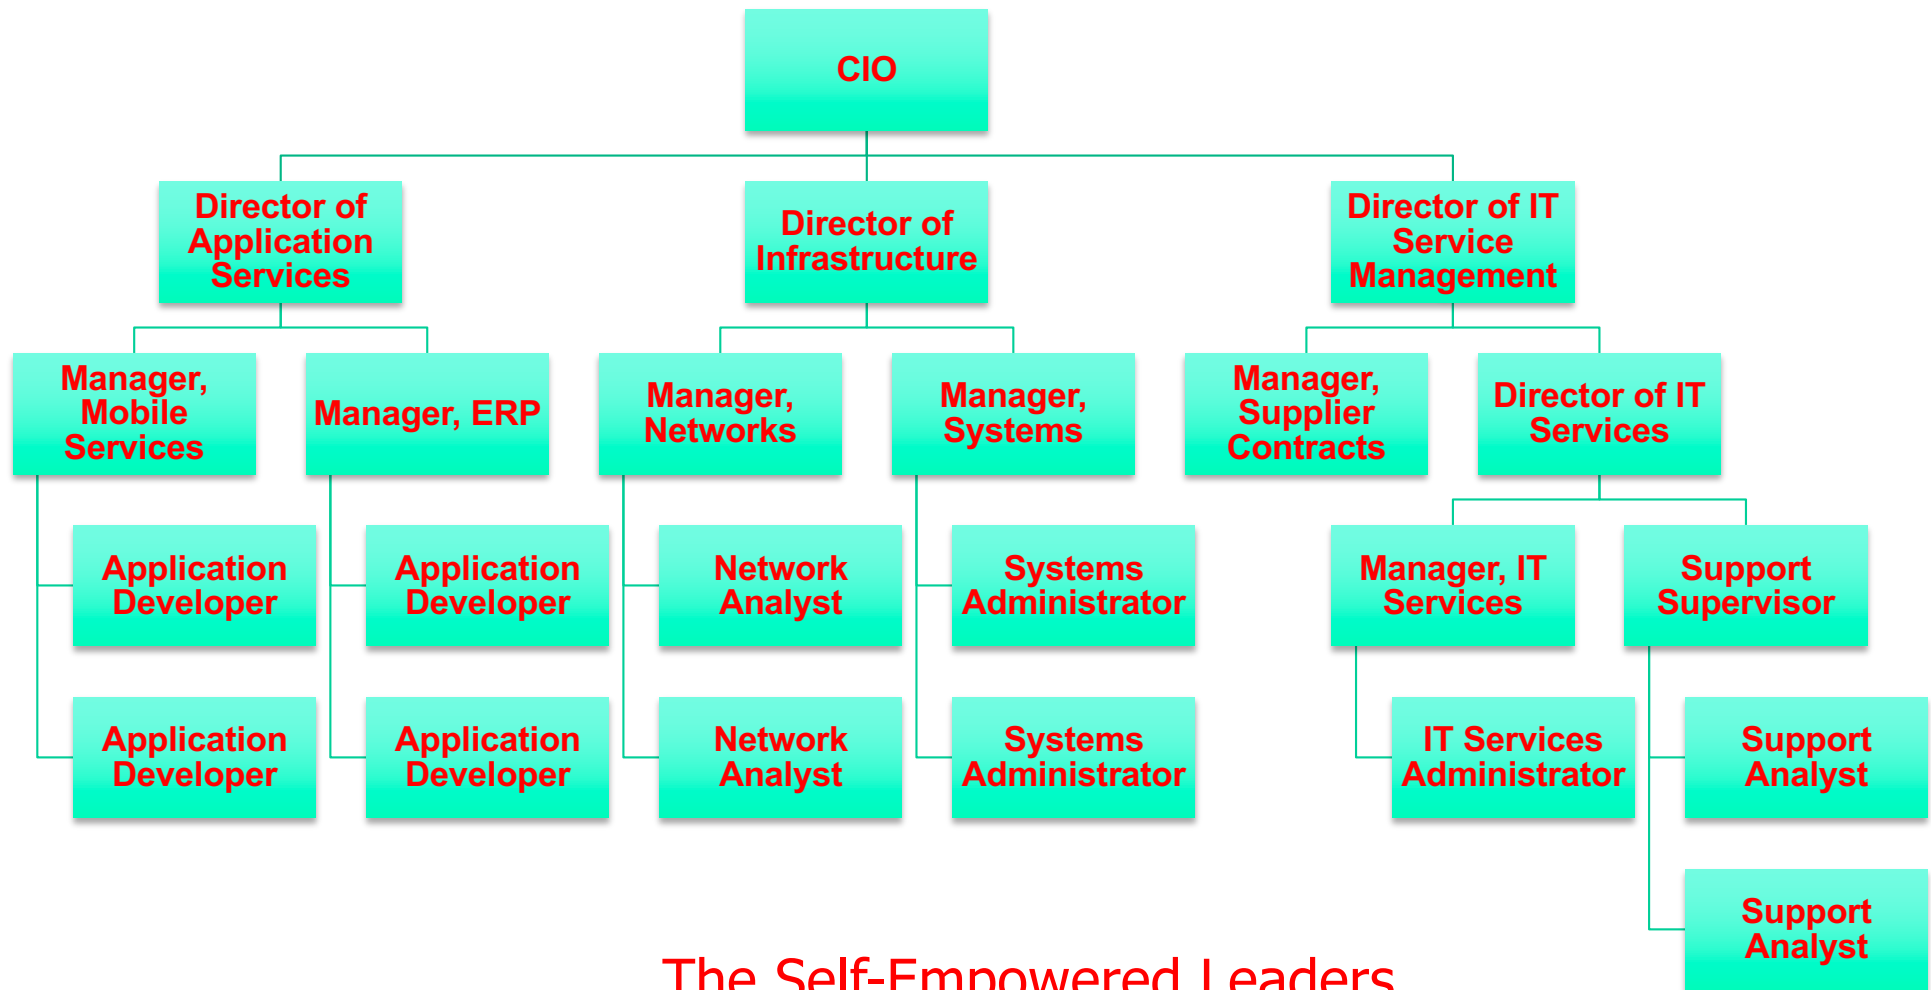 CIO
Director of
Application
Services
Director of
Infrastructure
Director of IT
Service
Management
Manager,
Mobile
Services
Manager, ERP
Manager,
Networks
Manager,
Systems
Manager,
Supplier
Contracts
Director of IT
Services
Application
Developer
Application
Developer
Network
Analyst
Systems
Administrator
Manager, IT
Services
Support
Supervisor
Application
Developer
Application
Developer
Network
Analyst
Systems
Administrator
IT Services
Administrator
Support
Analyst
Support
Analyst
The Self-Empowered Leaders